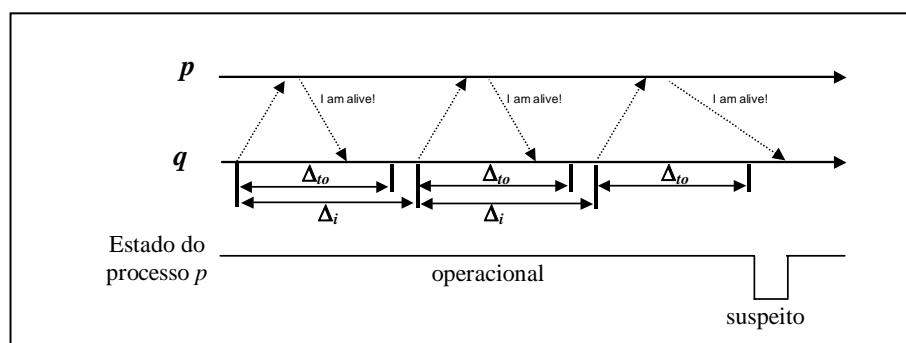 p
I am alive! I am alive! I am alive!
q
Δto Δto Δto
Δi Δi
Estado do
processo p
operacional
suspeito